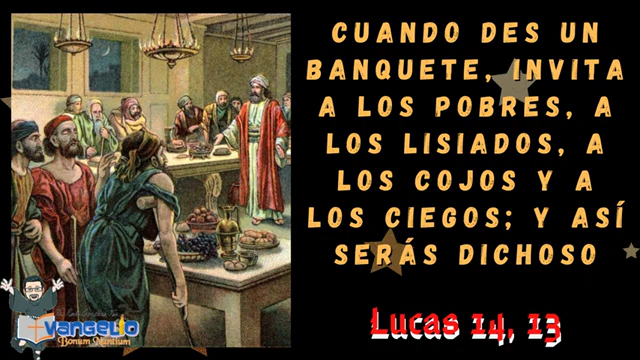 CUANDO DES UN
BANQUETE, INVITA
A LOS POBRES, A
LOS LISIADOS, A
LOS COJOS Y A
LOS CIEGOS; Y ASÍ
SERÁS DICHOSO
Lucas 14, 13
Evangelio
Bonum Nuntium